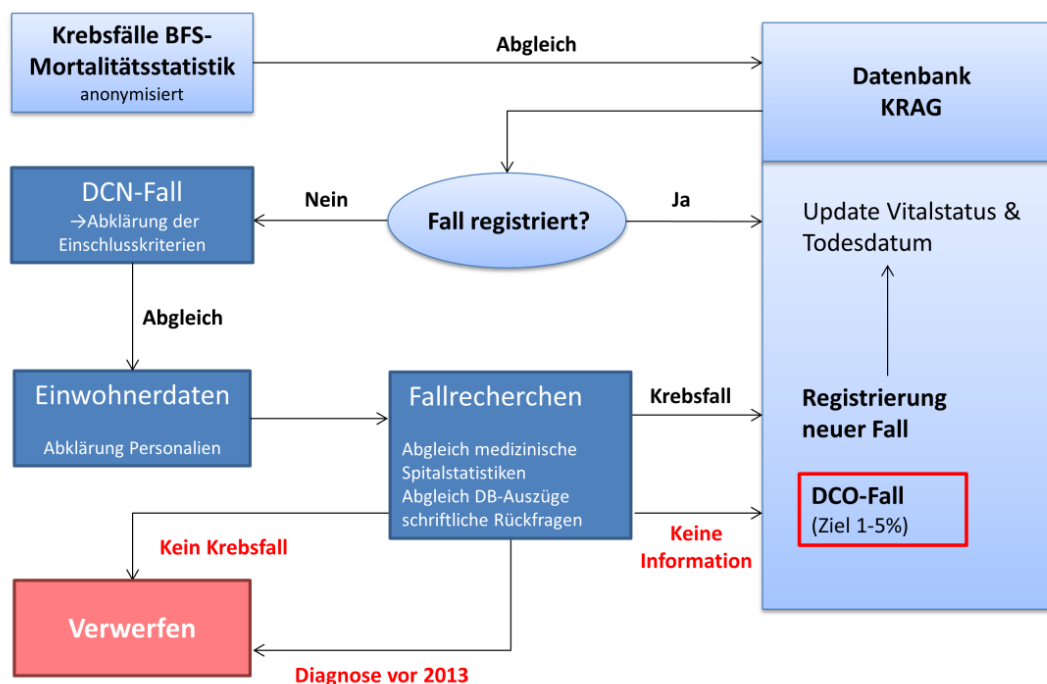 Krebsfälle BFS-
Mortalitätsstatistik
anonymisiert
Abgleich
Datenbank
KRAG
DCN-Fall
→Abklärung der
Einschlusskriterien
Nein
Fall registriert?
Ja
Update Vitalstatus &
Todesdatum
Abgleich
Einwohnerdaten
Abklärung Personalien
Fallrecherchen
Abgleich medizinische
Spitalstatistiken
Abgleich DB-Auszüge
schriftliche Rückfragen
Krebsfall
Registrierung
neuer Fall
DCO-Fall
(Ziel 1-5%)
Kein Krebsfall
Keine
Information
Verwerfen
Diagnose vor 2013